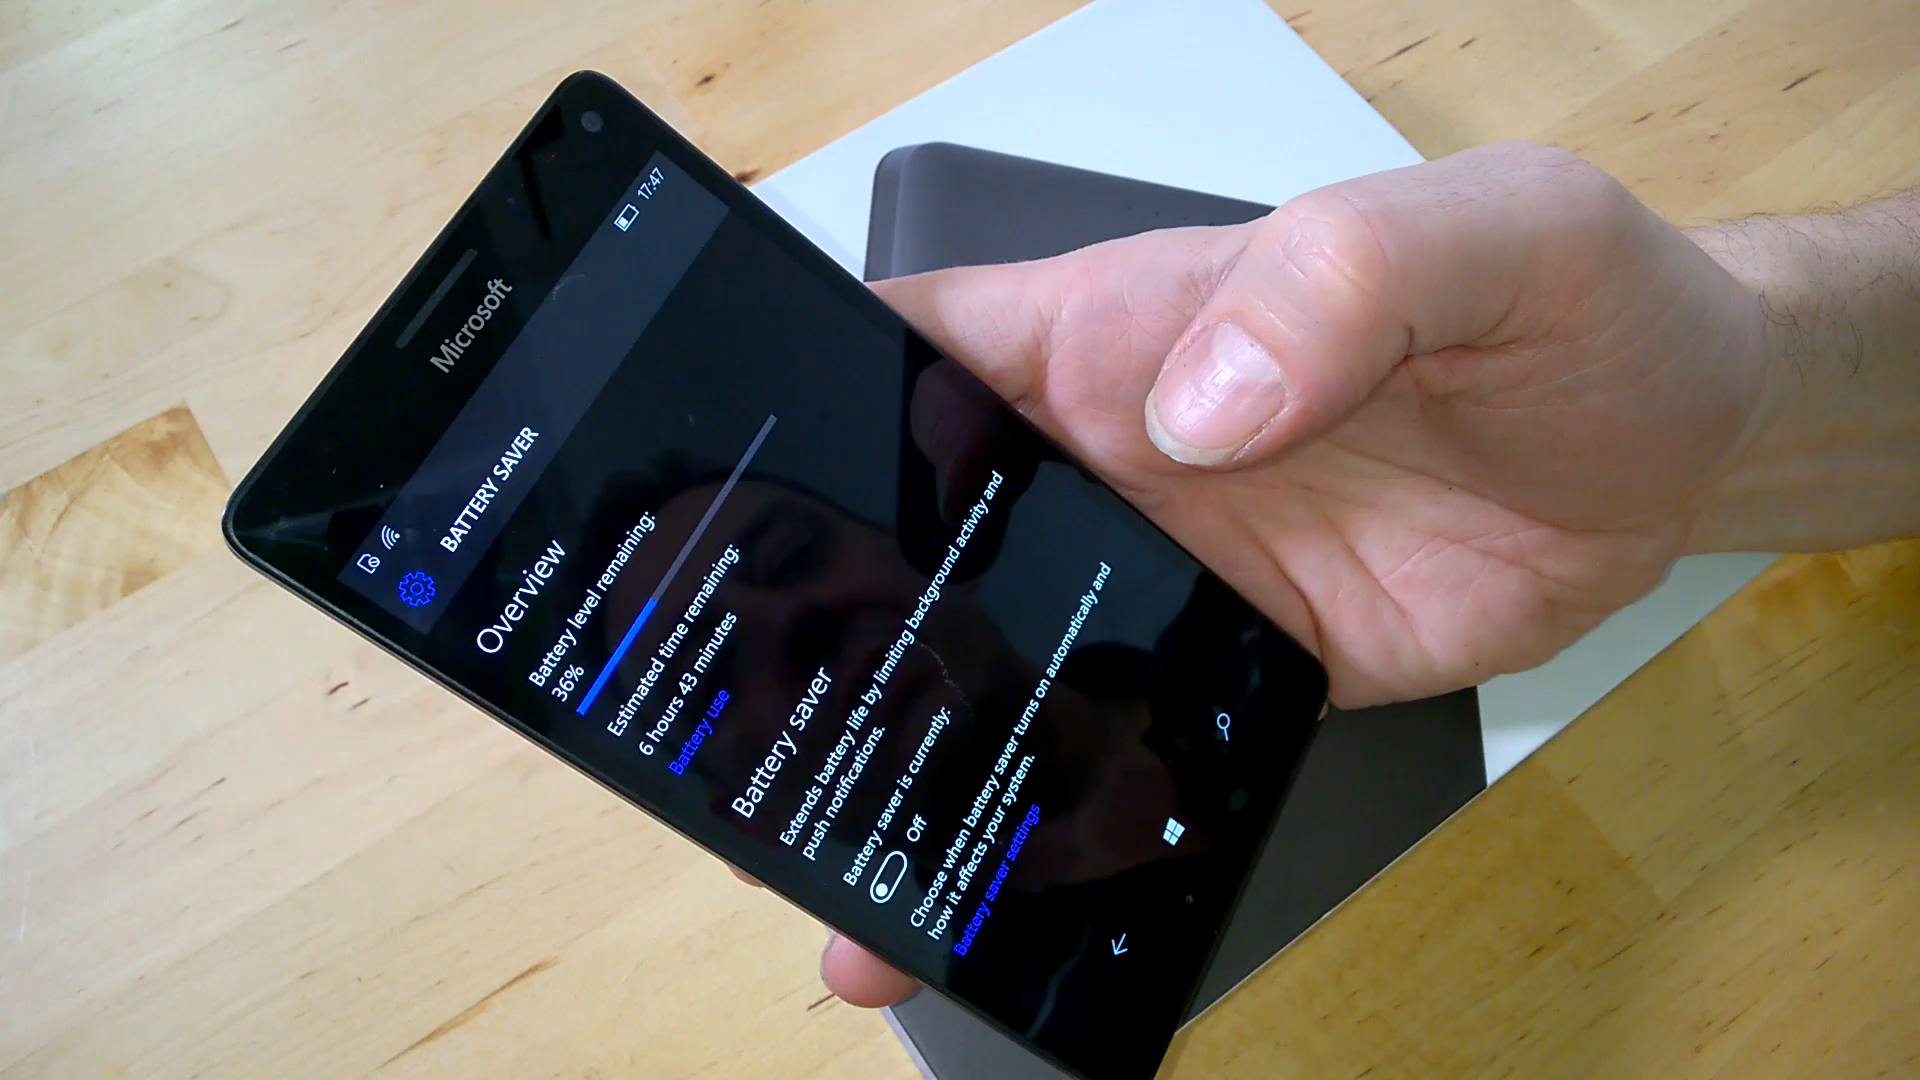 17:47
Microsoft
BATTERY SAVER
Overview
Battery level remaining:
36%
Estimated time remaining:
6 hours 43 minutes
Battery use
Battery saver
Extends battery life by limiting background activity and
push notifications.
Battery saver is currently:
Off
Choose when battery saver turns on automatically and
how it affects your system.
Battery saver settings